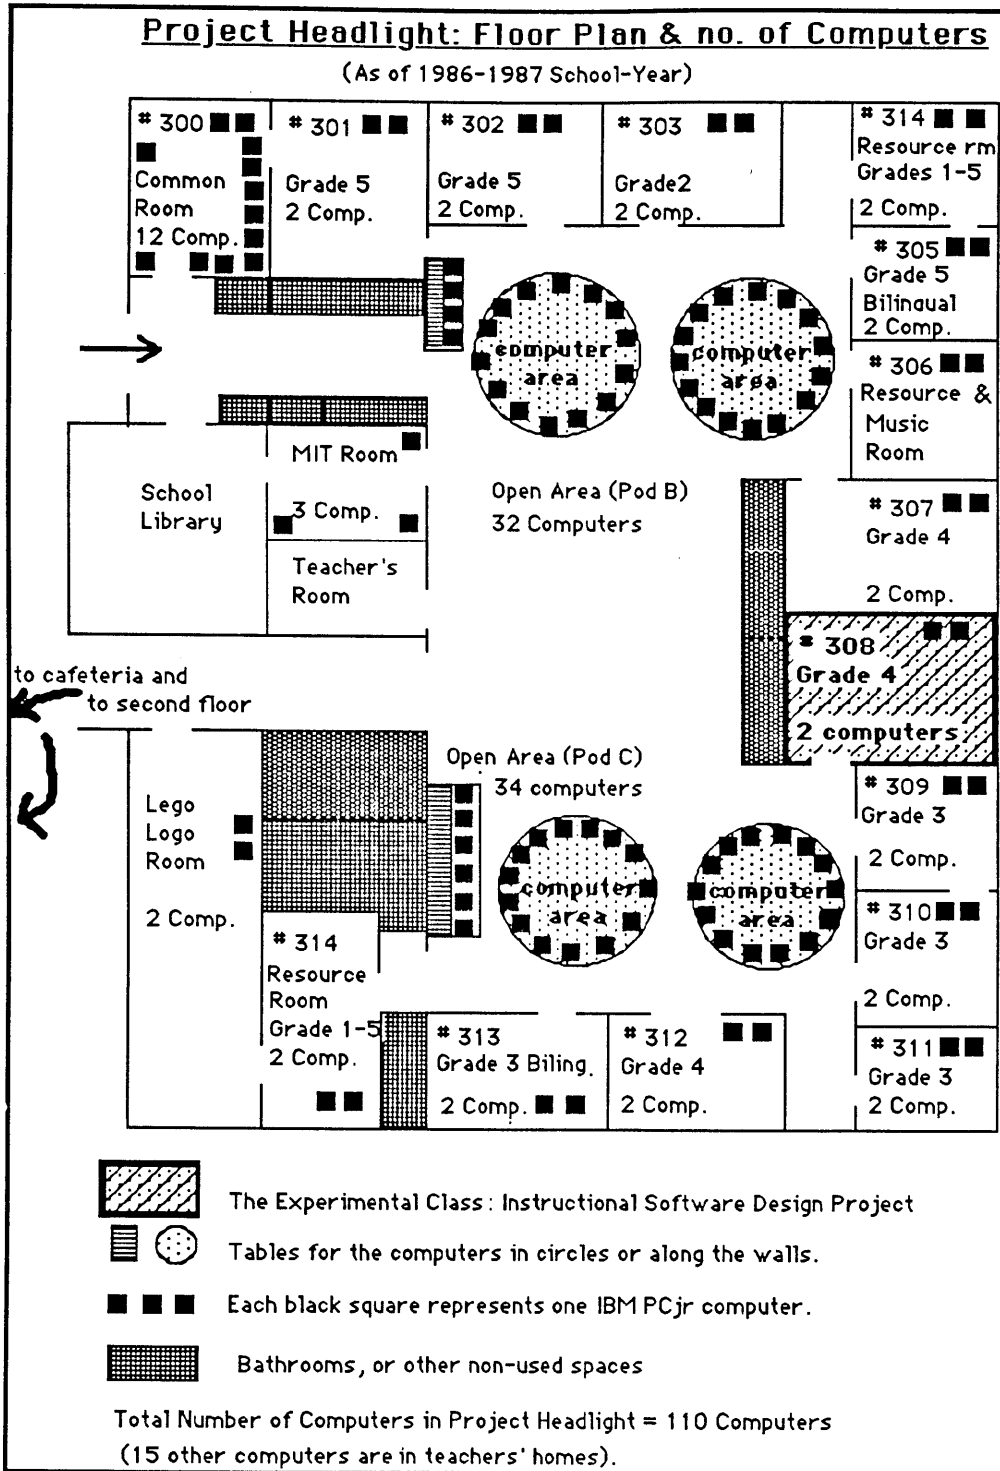 Project Headlight: Floor Plan & no. of Computers
(As of 1986-1987 School-Year)
# 300
Common
Room
12 Comp.
# 301
Grade 5
2 Comp.
# 302
Grade 5
2 Comp.
# 303
Grade2
2 Comp.
# 314
Resource rm
Grades 1-5
2 Comp.
# 305
Grade 5
Bilingual
2 Comp.
computer
area
computer
area
# 306
Resource &
Music
Room
MIT Room
3 Comp.
School
Library
Teacher's
Room
Open Area (Pod B)
32 Computers
# 307
Grade 4
2 Comp.
# 308
Grade 4
2 computers
to cafeteria and
to second floor
Open Area (Pod C)
34 computers
Lego
Logo
Room
2 Comp.
computer
area
computer
area
# 309
Grade 3
2 Comp.
# 310
Grade 3
2 Comp.
# 314
Resource
Room
Grade 1-5
2 Comp.
# 313
Grade 3 Biling.
2 Comp.
# 312
Grade 4
2 Comp.
# 311
Grade 3
2 Comp.
The Experimental Class: Instructional Software Design Project
Tables for the computers in circles or along the walls.
Each black square represents one IBM PCjr computer.
Bathrooms, or other non-used spaces
Total Number of Computers in Project Headlight = 110 Computers
(15 other computers are in teachers' homes).